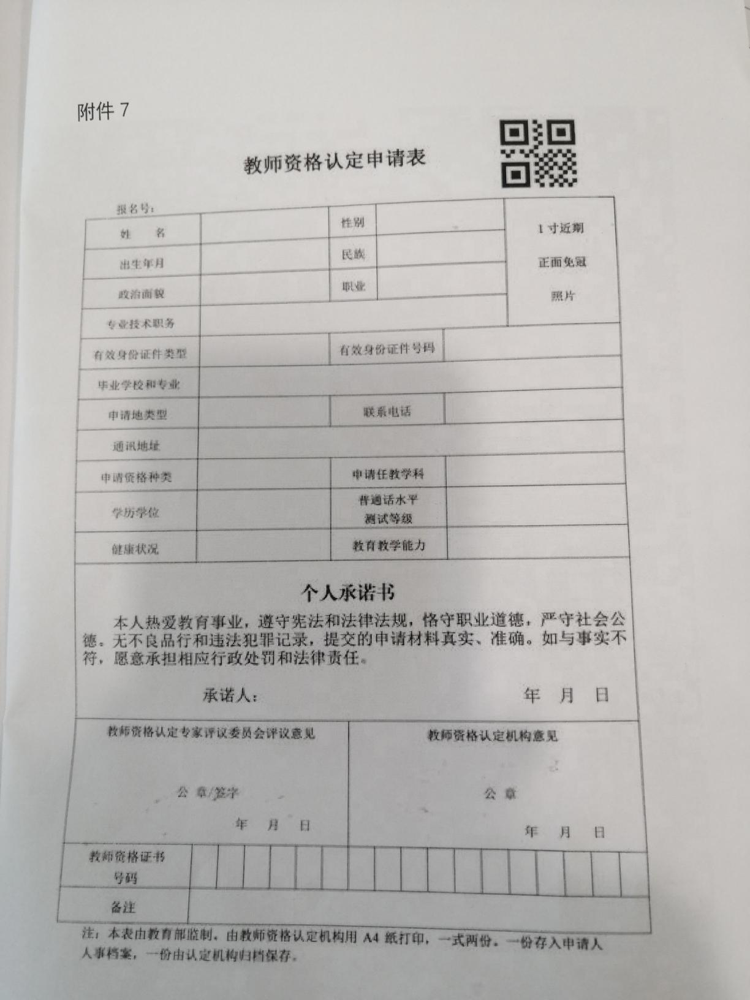 附件 7
教师资格认定申请表
报名号：
姓 名
性别
1 寸近期
正面免冠
照片
出生年月
民族
政治面貌
职业
专业技术职务
有效身份证件类型
有效身份证件号码
毕业学校和专业
申请地类型
联系电话
通讯地址
申请资格种类
申请任教学科
学历学位
普通话水平
测试等级
健康状况
教育教学能力
个人承诺书
本人热爱教育事业，遵守宪法和法律法规，恪守职业道德，严守社会公
德。无不良品行和违法犯罪记录，提交的申请材料真实、准确。如与事实不
符，愿意承担相应行政处罚和法律责任。
承诺人： 年 月 日
教师资格认定专家评议委员会评议意见
公 章/签字
年 月 日
教师资格认定机构意见
公 章
年 月 日
教师资格证书
号码
备注
注：本表由教育部监制。由教师资格认定机构用 A4 纸打印，一式两份。一份存入申请人
人事档案，一份由认定机构归档保存。